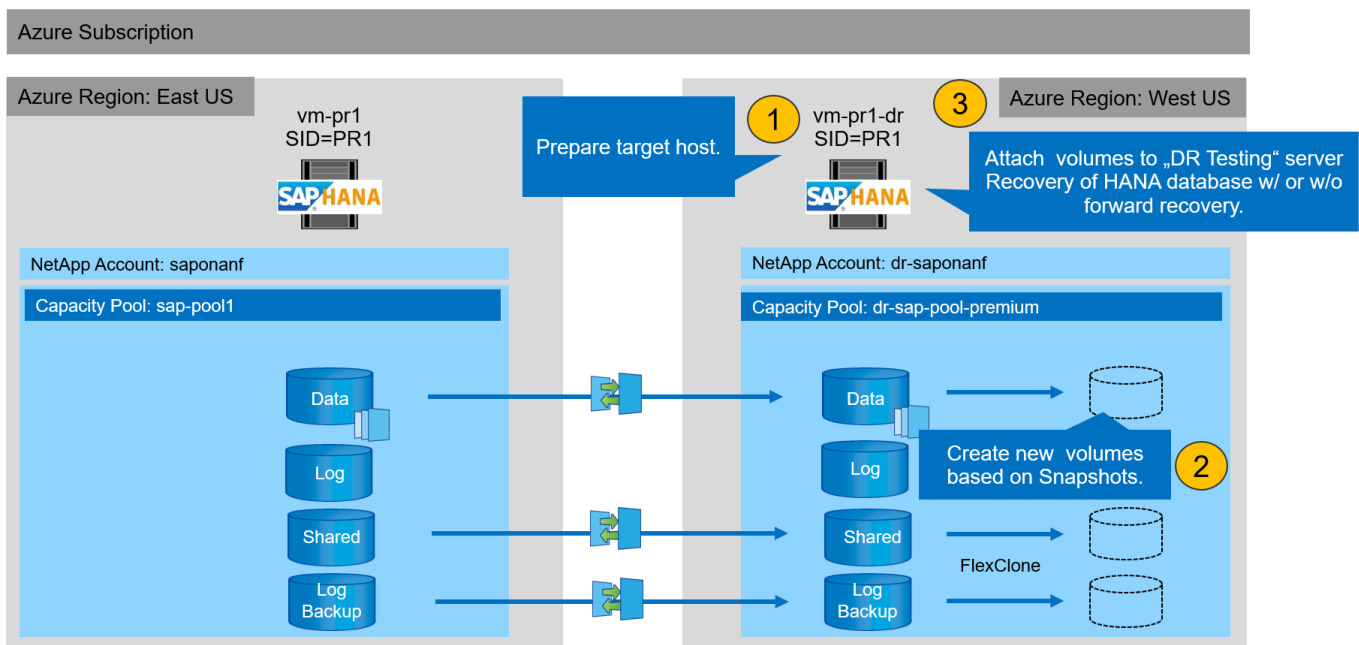 Azure Subscription
Azure Region: East US
vm-pr1
SID=PR1
SAP HANA
NetApp Account: saponanf
Capacity Pool: sap-pool1
Data
Log
Shared
Log
Backup
Prepare target host.
1
vm-pr1-dr
SID=PR1
SAP HANA
3
Azure Region: West US
Attach volumes to „DR Testing“ server
Recovery of HANA database w/ or w/o
forward recovery.
NetApp Account: dr-saponanf
Capacity Pool: dr-sap-pool-premium
Data
Log
Create new volumes
based on Snapshots.
2
Shared
FlexClone
Log
Backup